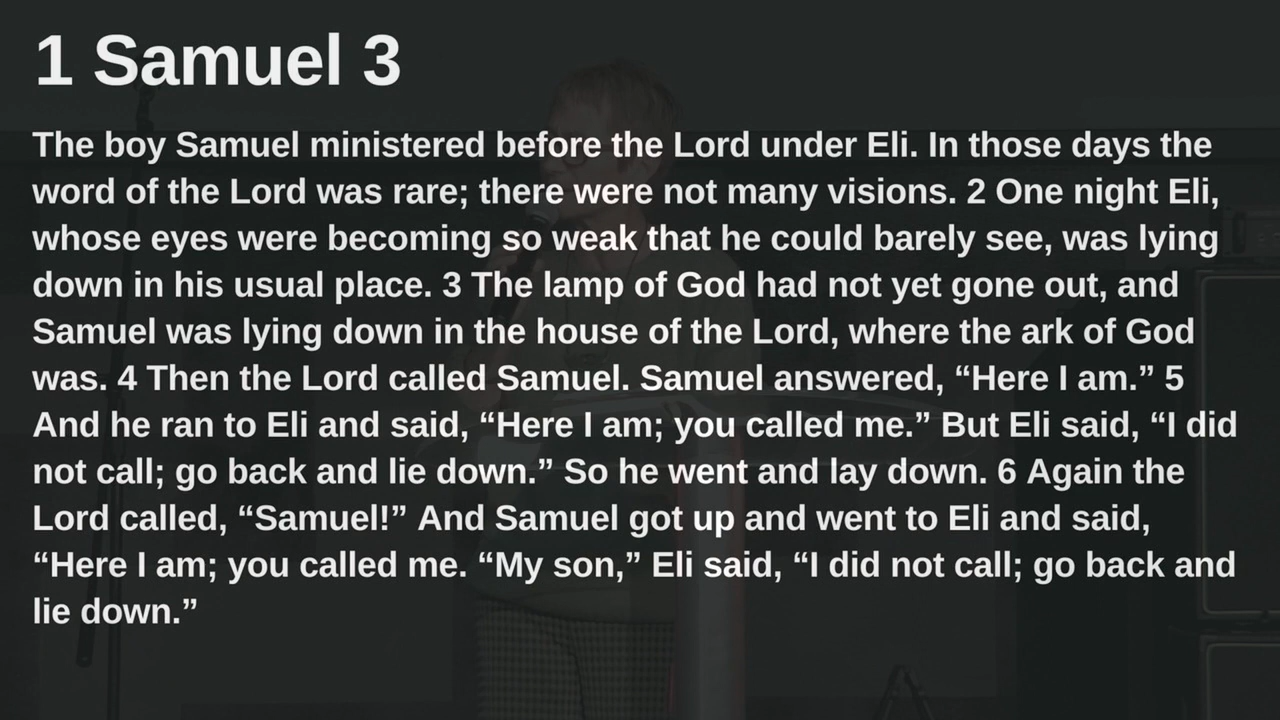 1 Samuel 3
The boy Samuel ministered before the Lord under Eli. In those days the
word of the Lord was rare; there were not many visions. 2 One night Eli,
whose eyes were becoming so weak that he could barely see, was lying
down in his usual place. 3 The lamp of God had not yet gone out, and
Samuel was lying down in the house of the Lord, where the ark of God
was. 4 Then the Lord called Samuel. Samuel answered, “Here I am.” 5
And he ran to Eli and said, “Here I am; you called me.” But Eli said, “I did
not call; go back and lie down.” So he went and lay down. 6 Again the
Lord called, “Samuel!” And Samuel got up and went to Eli and said,
“Here I am; you called me. “My son,” Eli said, “I did not call; go back and
lie down.”